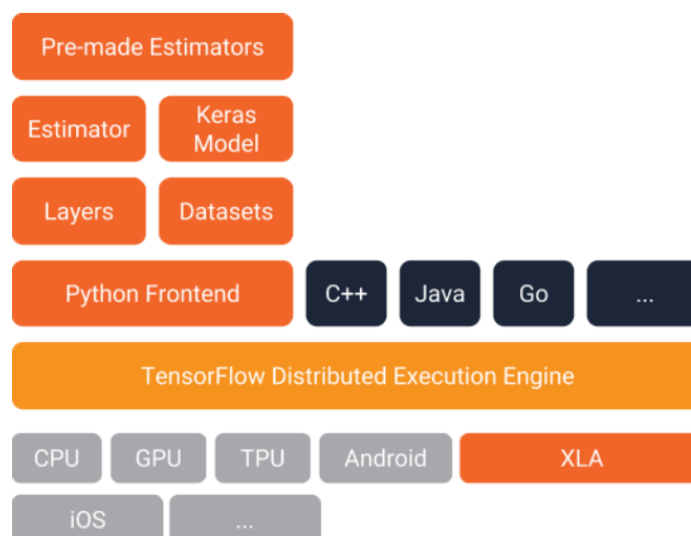 Pre-made Estimators
Estimator
Keras
Model
Layers
Datasets
Python Frontend
C++
Java
Go
...
TensorFlow Distributed Execution Engine
CPU
GPU
TPU
Android
XLA
iOS
...